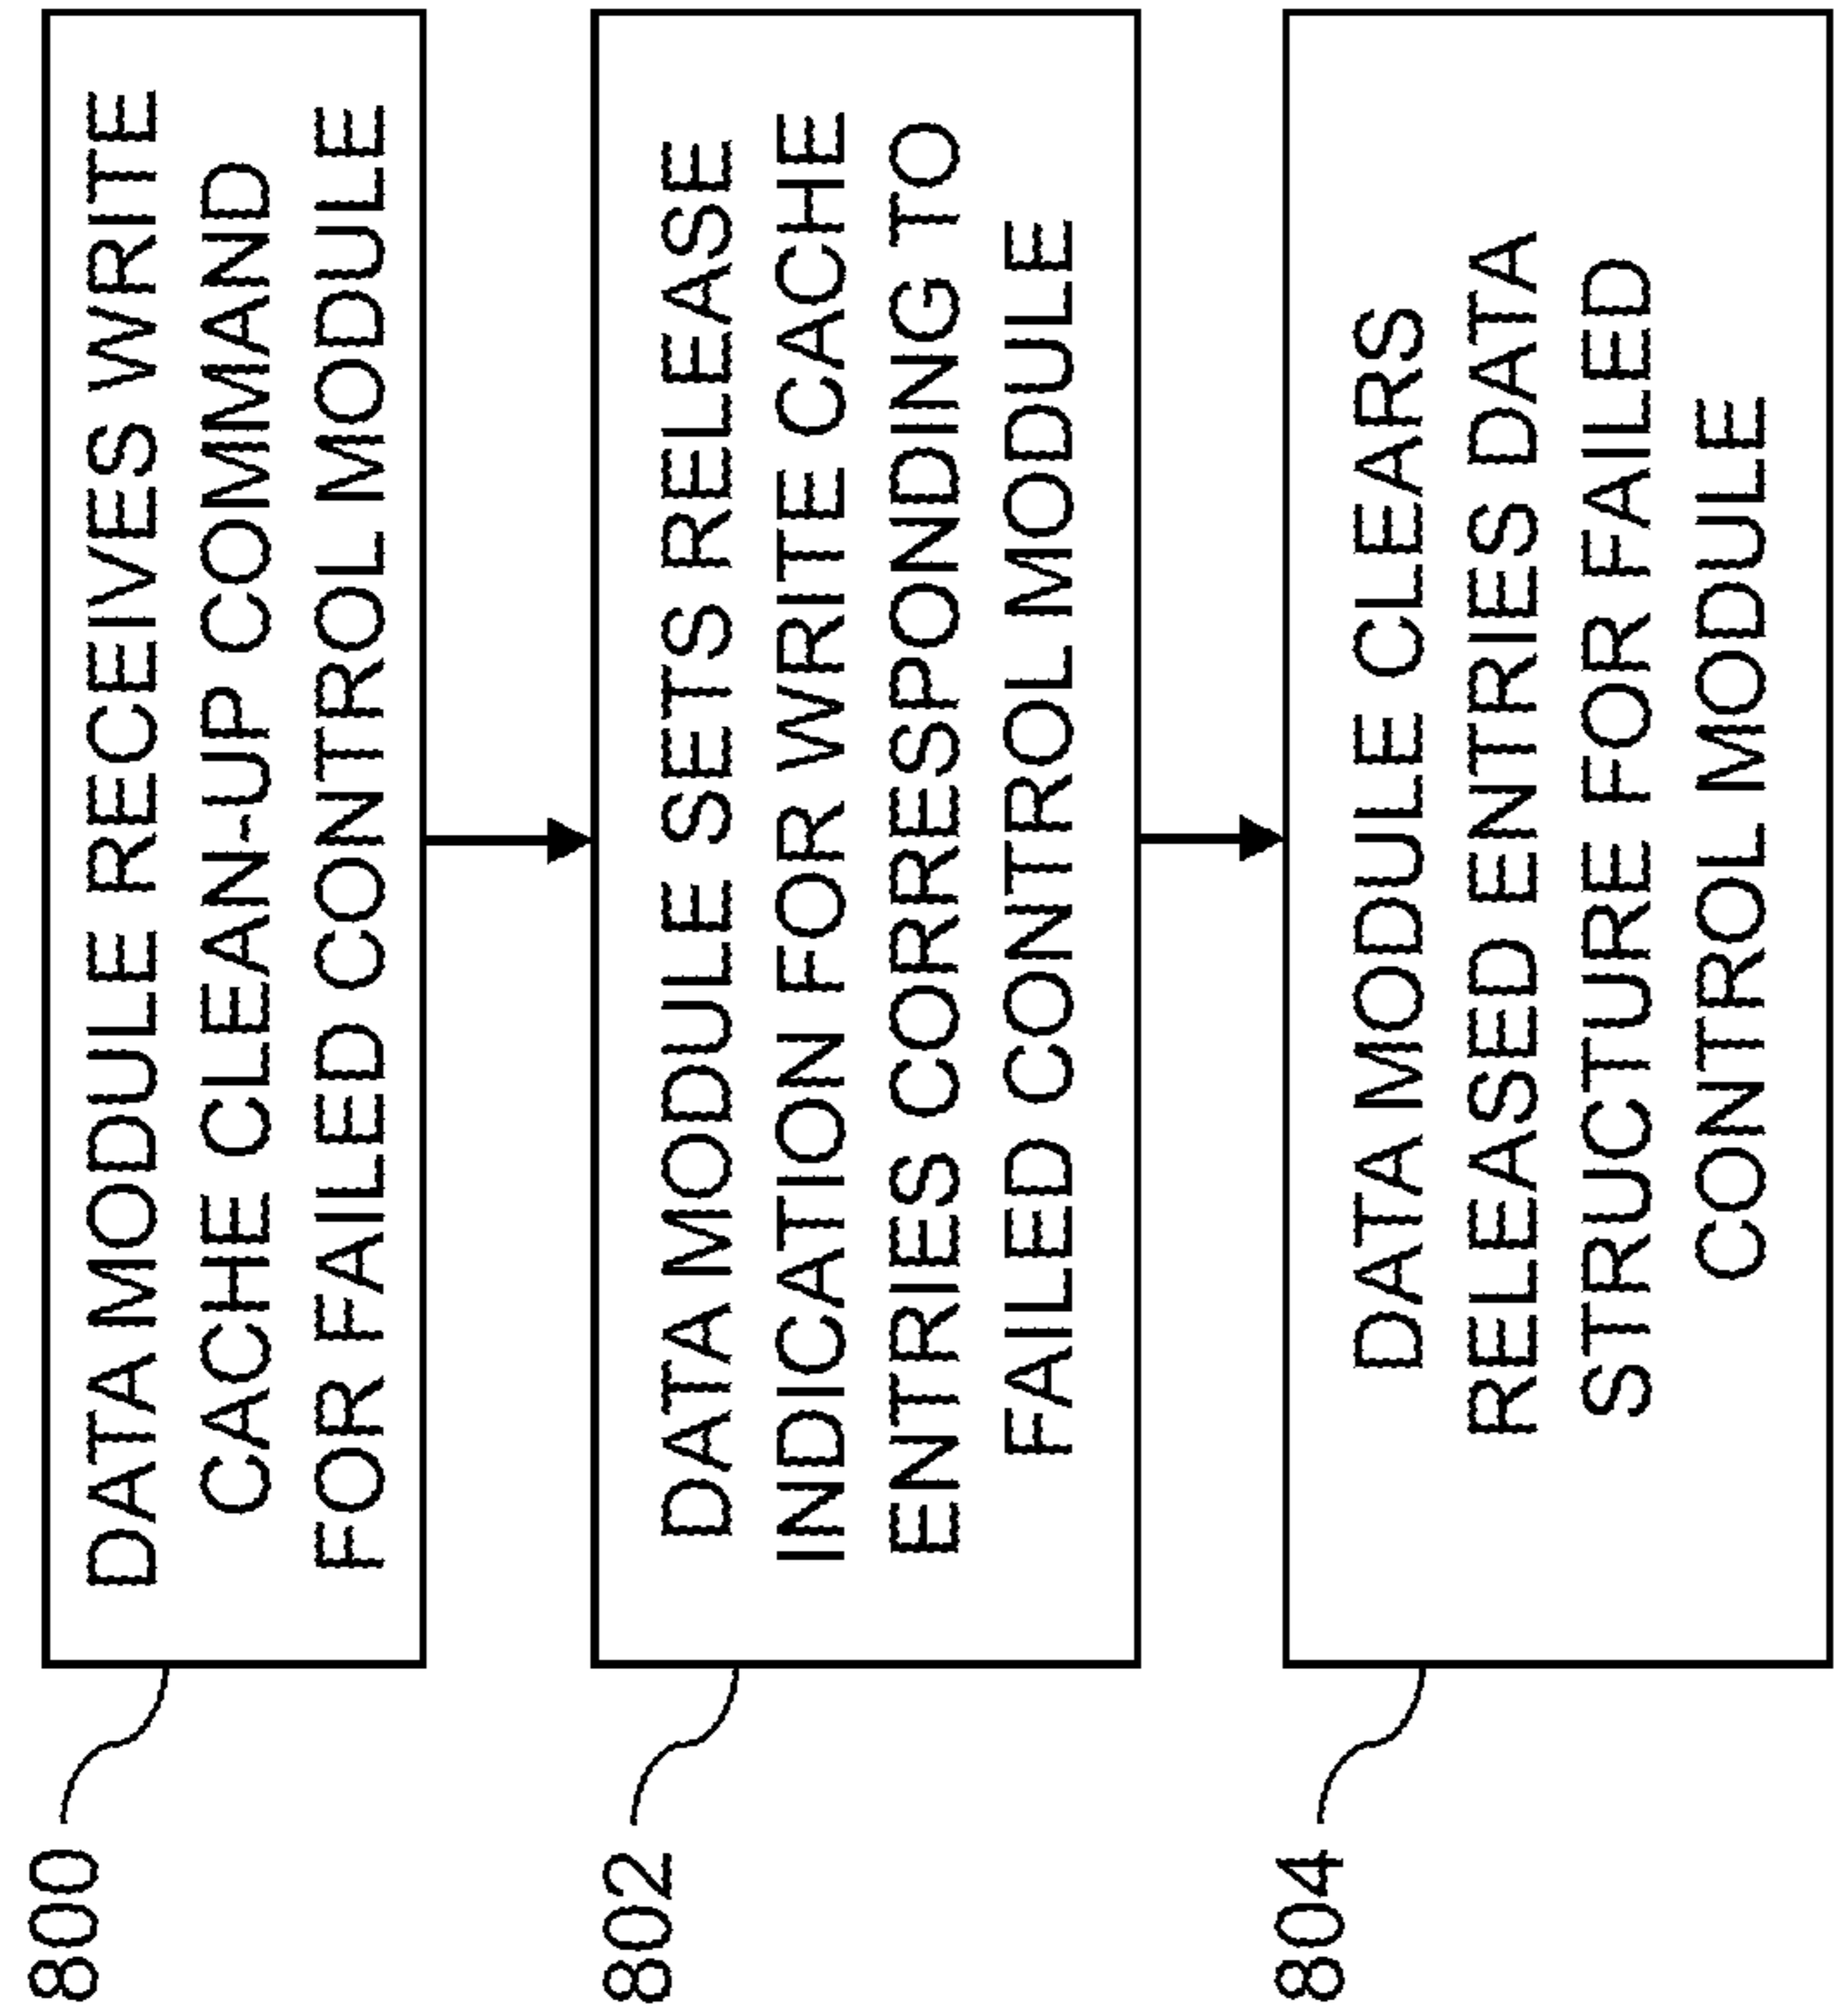 800
DATA MODULE RECEIVES WRITE
CACHE CLEAN-UP COMMAND
FOR FAILED CONTROL MODULE
802
DATA MODULE SETS RELEASE
INDICATION FOR WRITE CACHE
ENTRIES CORRESPONDING TO
FAILED CONTROL MODULE
804
DATA MODULE CLEARS
RELEASED ENTRIES DATA
STRUCTURE FOR FAILED
CONTROL MODULE